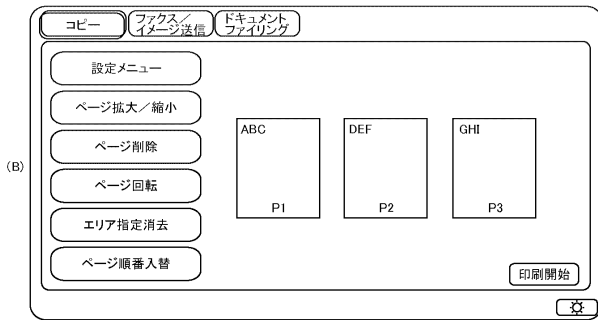 コピー
ファクス／
イメージ送信
ドキュメント
ファイリング
設定メニュー
ページ拡大／縮小
ページ削除
ページ回転
エリア指定消去
ページ順番入替
(B)
ABC
DEF
GHI
P1
P2
P3
印刷開始